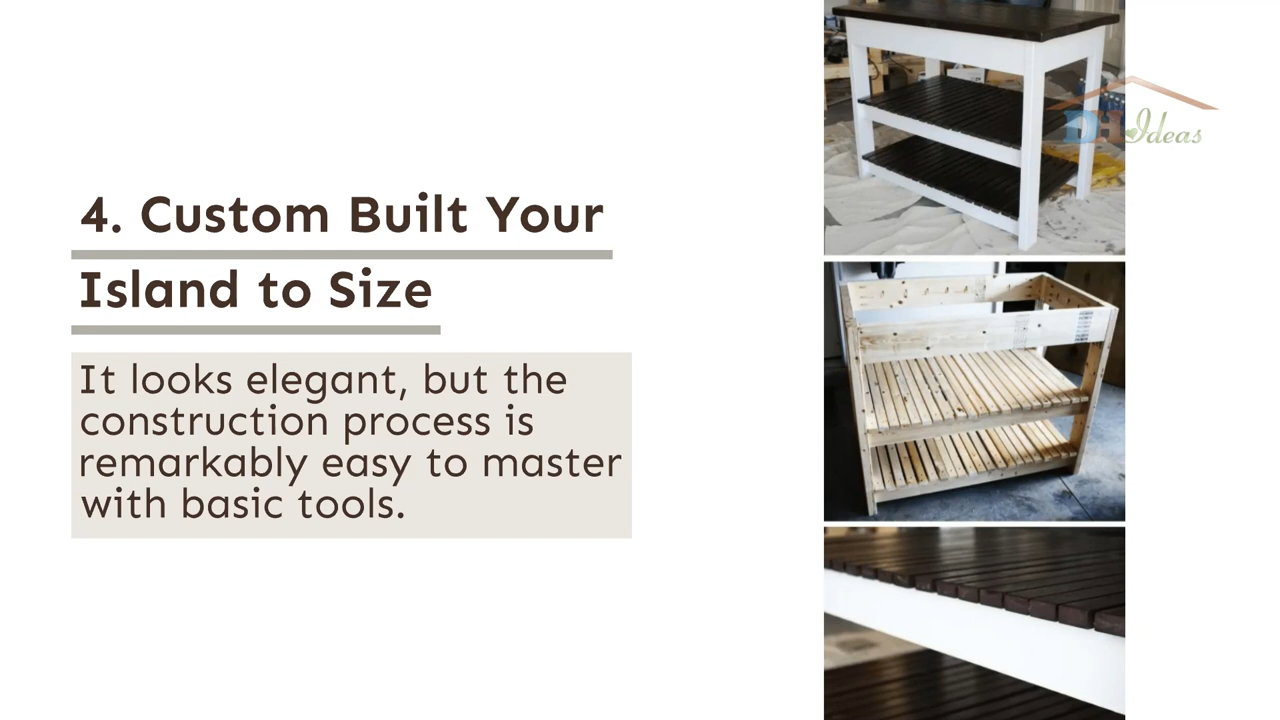 4. Custom Built Your
Island to Size
It looks elegant, but the
construction process is
remarkably easy to master
with basic tools.
DH Ideas